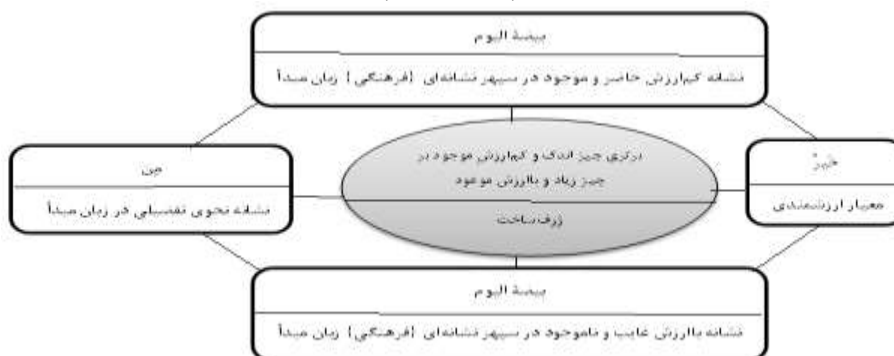 بیضة الیوم
نشانه کم‌ارزش حاضر و موجود در سپهر نشانه‌ای {فرهنگی} زبان مبدأ
خیرٌ
معیار ارزشمندی
برتری چیز اندک و کم‌ارزش موجود بر
چیز زیاد و باارزش موعود
ژرف‌ساخت
مِن
نشانه نحوی تفضیلی در زبان مبدأ
بیضة الیوم
نشانه باارزش غایب و ناموجود در سپهر نشانه‌ای {فرهنگی} زبان مبدأ